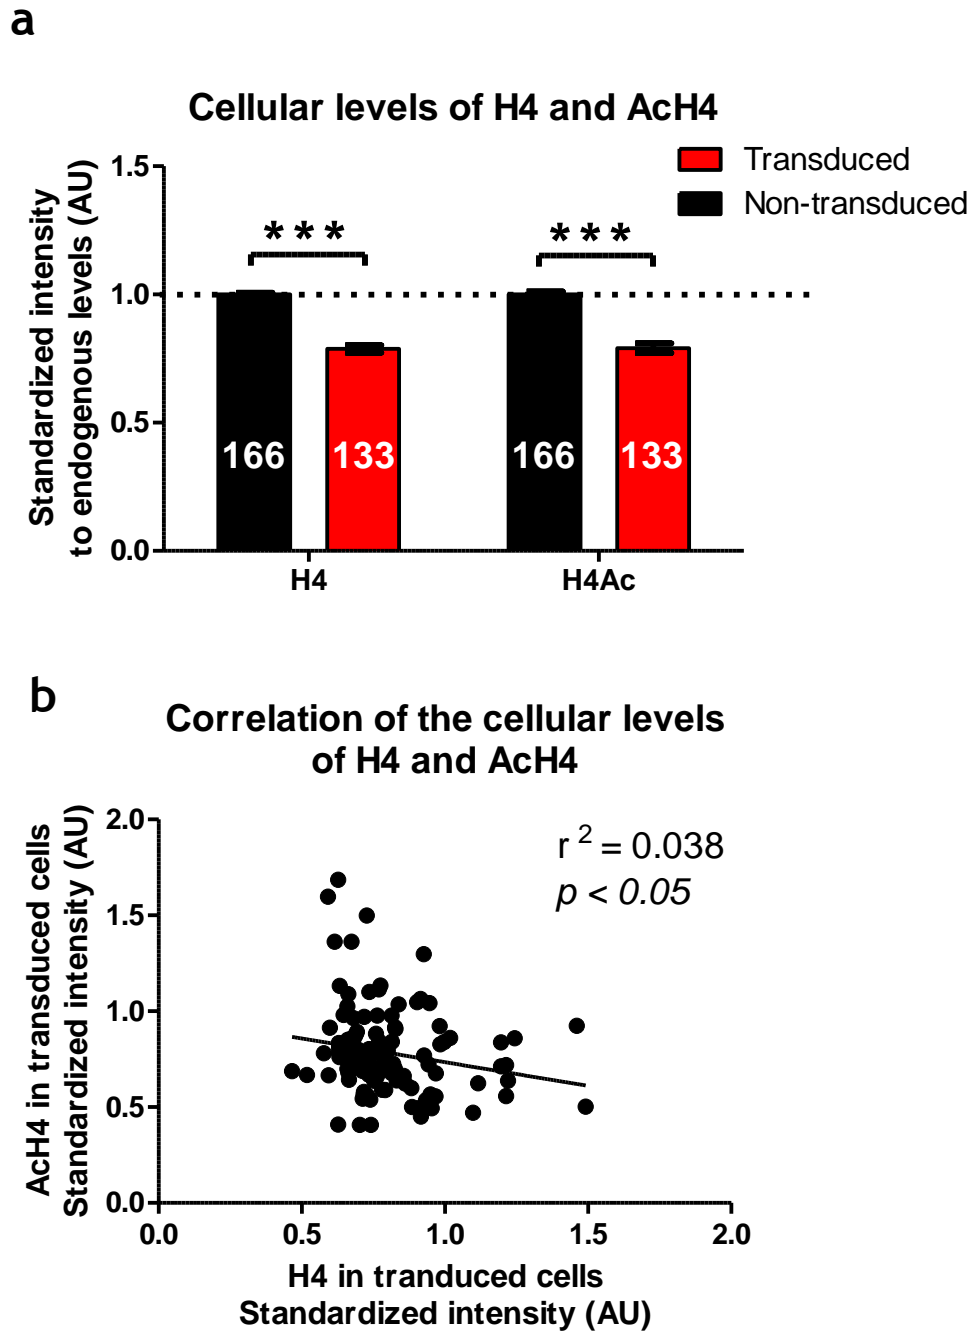 a
Cellular levels of H4 and AcH4
Transduced
Non-transduced
Standardized intensity
to endogenous levels (AU)
1.5
1.0
0.5
0.0
***
***
166
133
166
133
H4
H4Ac
b
Correlation of the cellular levels
of H4 and AcH4
AcH4 in transduced cells
Standardized intensity (AU)
2.0
1.5
1.0
0.5
0.0
r 2 = 0.038
p < 0.05
0.0
0.5
1.0
1.5
2.0
H4 in tranduced cells
Standardized intensity (AU)